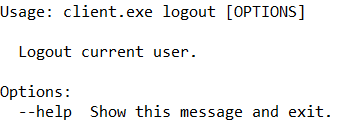 Usage: client.exe logout [OPTIONS]
Logout current user.
Options:
--help  Show this message and exit.